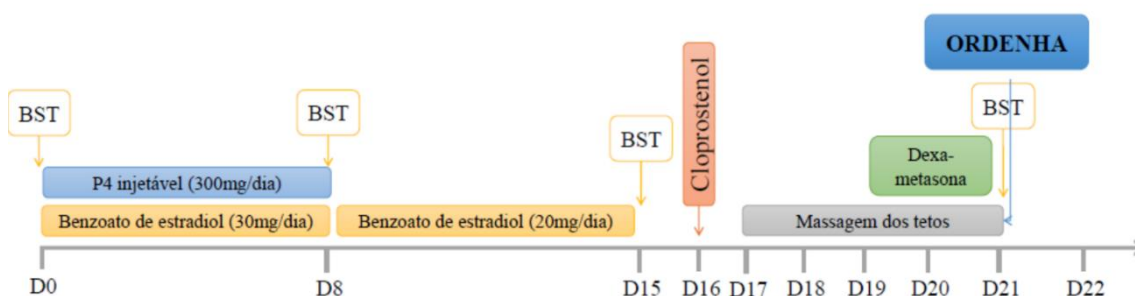 ORDENHA
BST
BST
BST
Cloprostenol
BST
Dexa-
metasona
P4 injetável (300mg/dia)
Benzoato de estradiol (30mg/dia)
Benzoato de estradiol (20mg/dia)
Massagem dos tetos
D0
D8
D15
D16
D17
D18
D19
D20
D21
D22